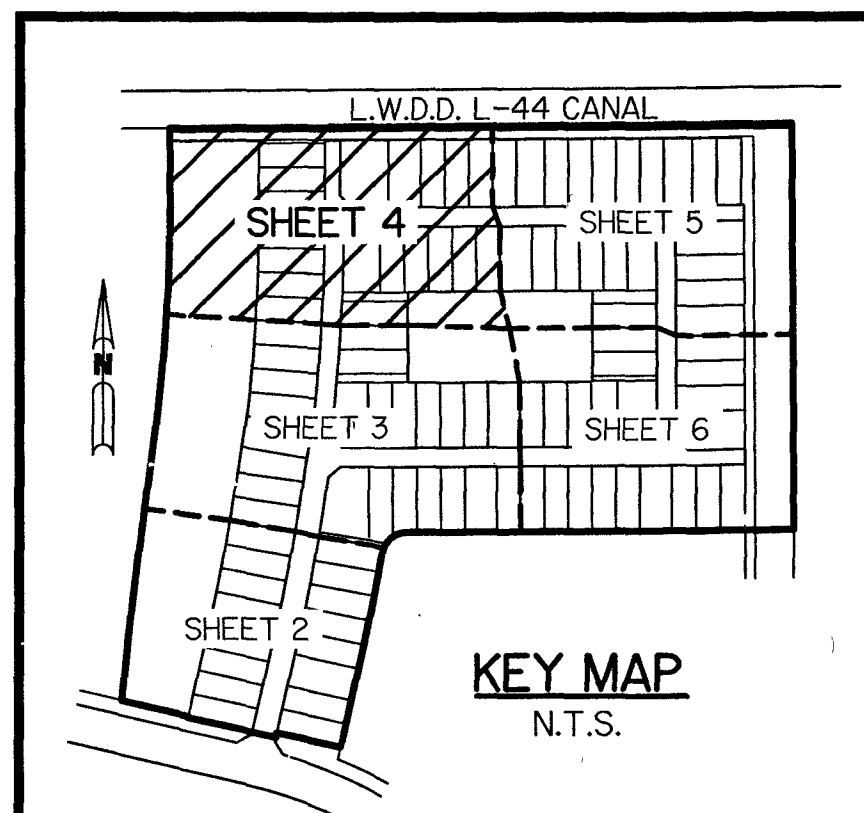 L.W.D.D. L-44 CANAL
SHEET 4
SHEET 5
N
SHEET 3
SHEET 6
SHEET 2
KEY MAP
N.T.S.